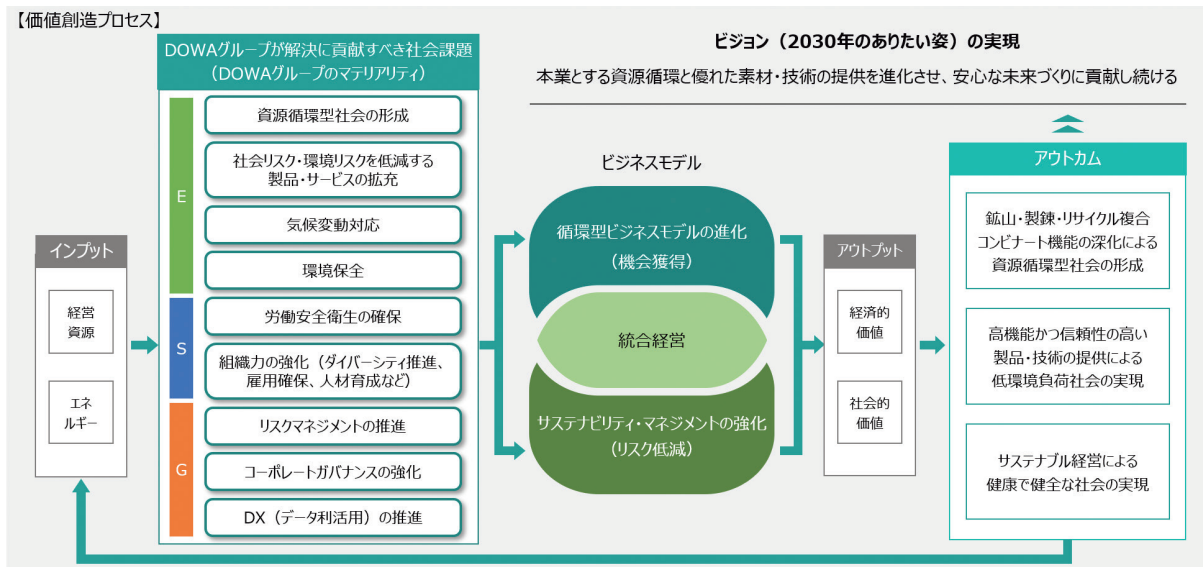 【価値創造プロセス】
DOWAグループが解決に貢献すべき社会課題
（DOWAグループのマテリアリティ）
ビジョン（2030年のありたい姿）の実現
本業とする資源循環と優れた素材・技術の提供を進化させ、安心な未来づくりに貢献し続ける
インプット
経営
資源
エネ
ルギー
E
資源循環型社会の形成
社会リスク・環境リスクを低減する
製品・サービスの拡充
気候変動対応
環境保全
S
労働安全衛生の確保
組織力の強化（ダイバーシティ推進、
雇用確保、人材育成など）
G
リスクマネジメントの推進
コーポレートガバナンスの強化
DX（データ利活用）の推進
ビジネスモデル
循環型ビジネスモデルの進化
（機会獲得）
統合経営
サステナビリティ・マネジメントの強化
（リスク低減）
アウトプット
経済的
価値
社会的
価値
アウトカム
鉱山・製錬・リサイクル複合
コンビナート機能の深化による
資源循環型社会の形成
高機能かつ信頼性の高い
製品・技術の提供による
低環境負荷社会の実現
サステナブル経営による
健康で健全な社会の実現